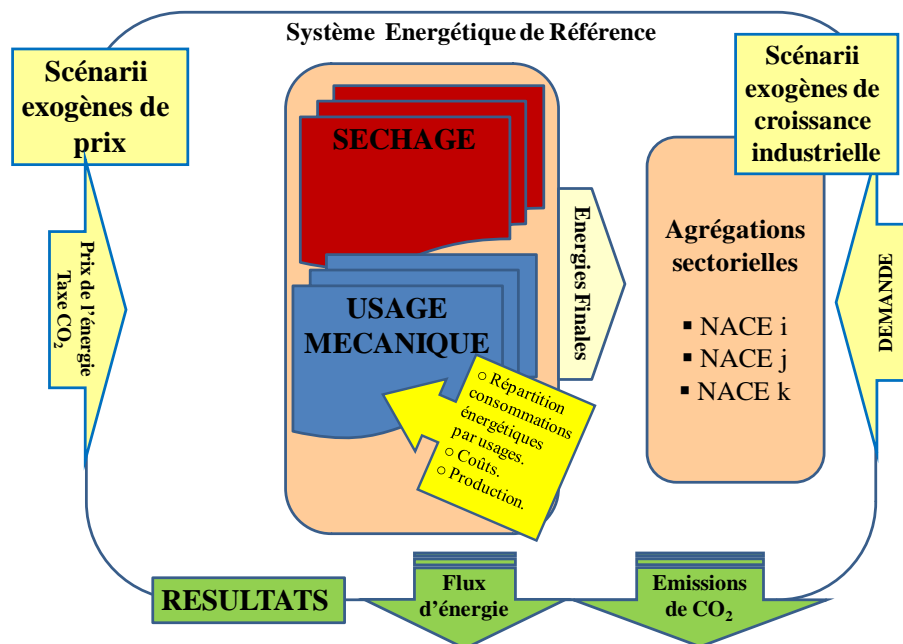 Système Energétique de Référence
Scénarii
exogènes de
prix
Scénarii
exogènes de
croissance
industrielle
SECHAGE
USAGE
MECANIQUE
Energies Finales
Agrégations
sectorielles
▪ NACE i
▪ NACE j
▪ NACE k
Prix de l'énergie
Taxe CO₂
DEMANDE
○ Répartition
consommations
énergétiques
par usages.
○ Coûts.
○ Production.
RESULTATS
Flux
d'énergie
Emissions
de CO₂